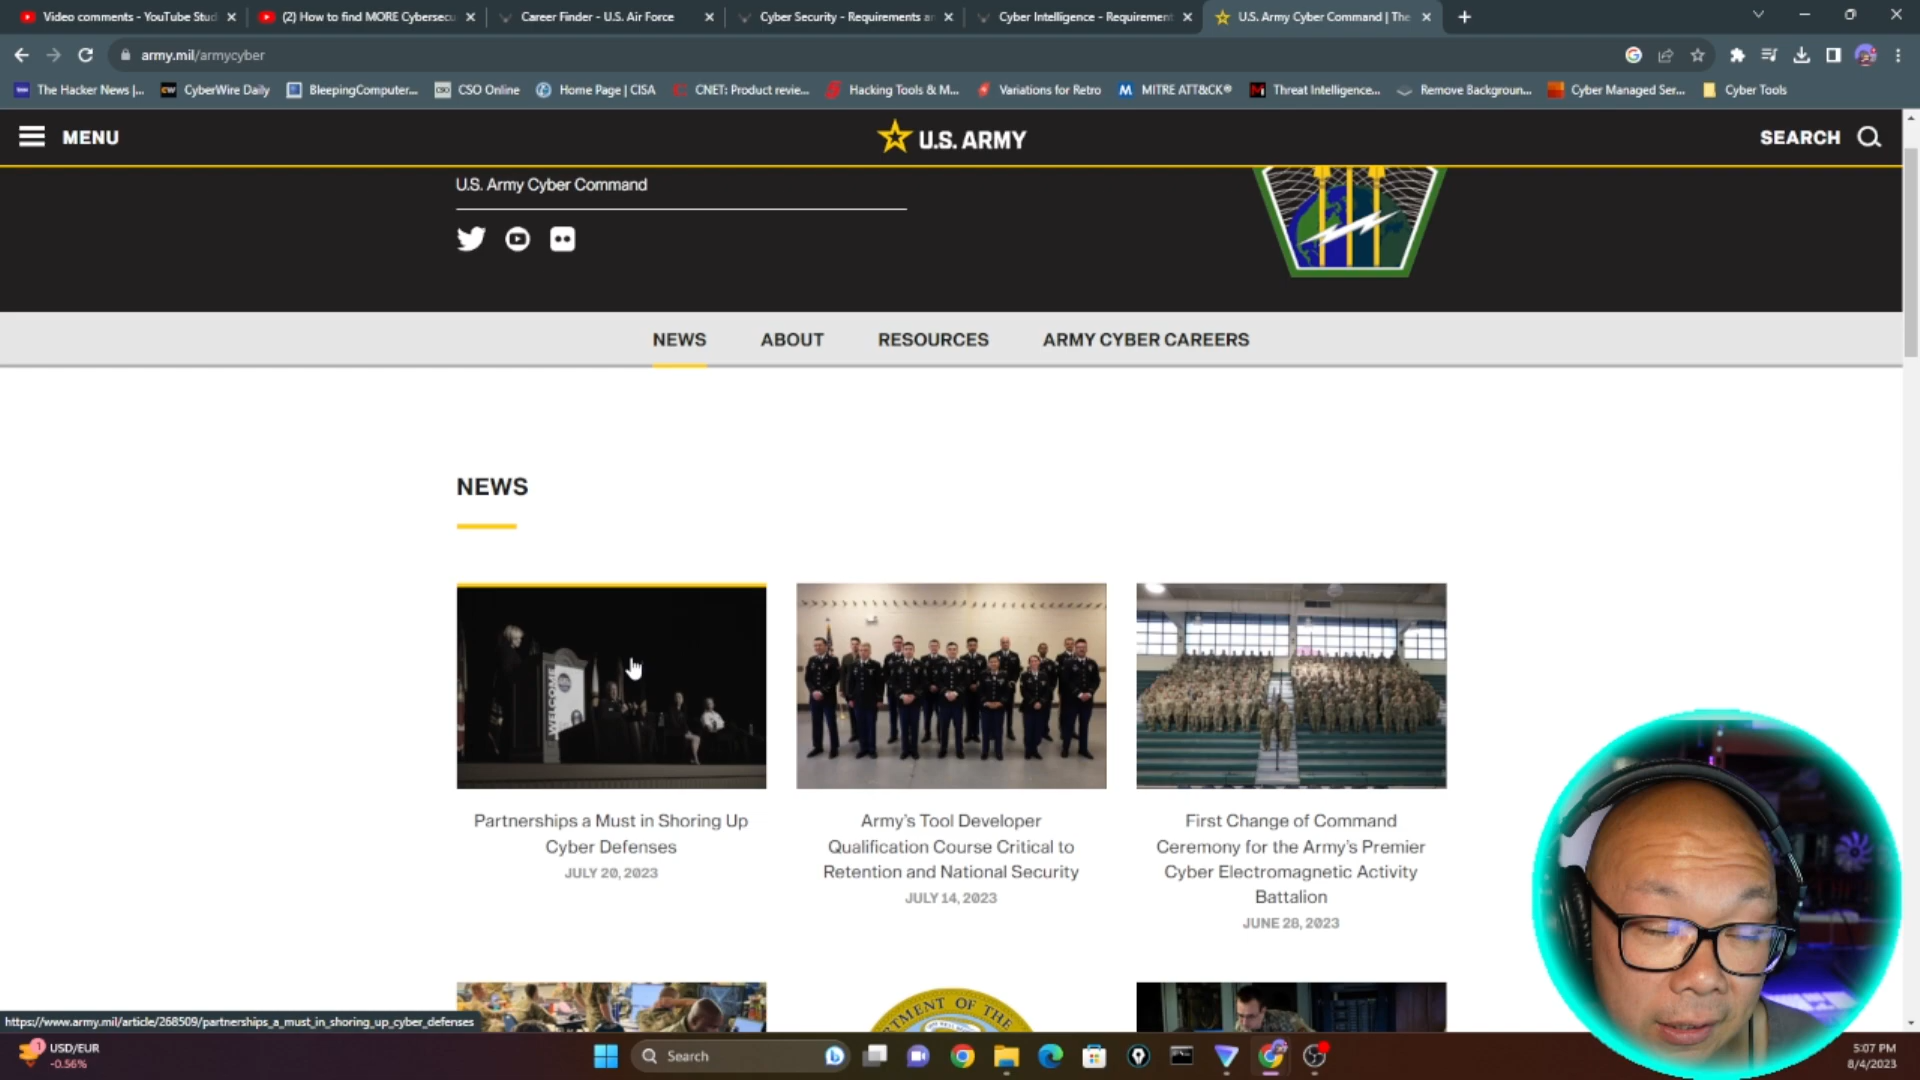 Video comments - YouTube Stud
(2) How to find MORE Cybersecu
Career Finder - U.S. Air Force
Cyber Security - Requirements an
Cyber Intelligence - Requirement
U.S. Army Cyber Command | The
army.mil/armycyber
The Hacker News |...
CyberWire Daily
BleepingComputer...
CSO Online
Home Page | CISA
CNET: Product revie...
Hacking Tools & M...
Variations for Retro
MITRE ATT&CK®
Threat Intelligence...
Remove Backgroun...
Cyber Managed Ser...
Cyber Tools
MENU
U.S. ARMY
SEARCH
U.S. Army Cyber Command
NEWS
ABOUT
RESOURCES
ARMY CYBER CAREERS
NEWS
WELCOME
Partnerships a Must in Shoring Up
Cyber Defenses
JULY 20, 2023
Army's Tool Developer
Qualification Course Critical to
Retention and National Security
JULY 14, 2023
First Change of Command
Ceremony for the Army's Premier
Cyber Electromagnetic Activity
Battalion
JUNE 28, 2023
TMENT OF THE
https://www.army.mil/article/268509/partnerships_a_must_in_shoring_up_cyber_defenses
1
USD/EUR
-0.56%
Search
5:07 PM
8/4/2023